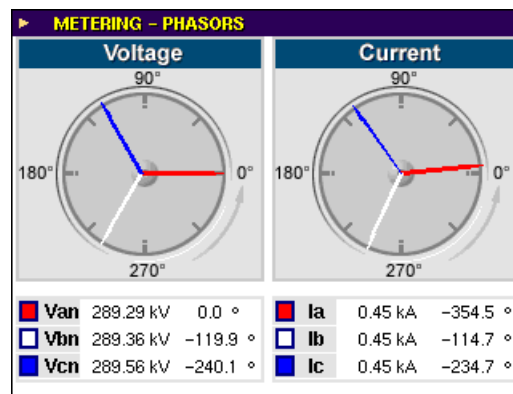 METERING - PHASORS
Voltage
90°
180°
0°
270°
Current
90°
180°
0°
270°
Van 289.29 kV 0.0 °
Vbn 289.36 kV -119.9 °
Vcn 289.56 kV -240.1 °
Ia 0.45 kA -354.5 °
Ib 0.45 kA -114.7 °
Ic 0.45 kA -234.7 °